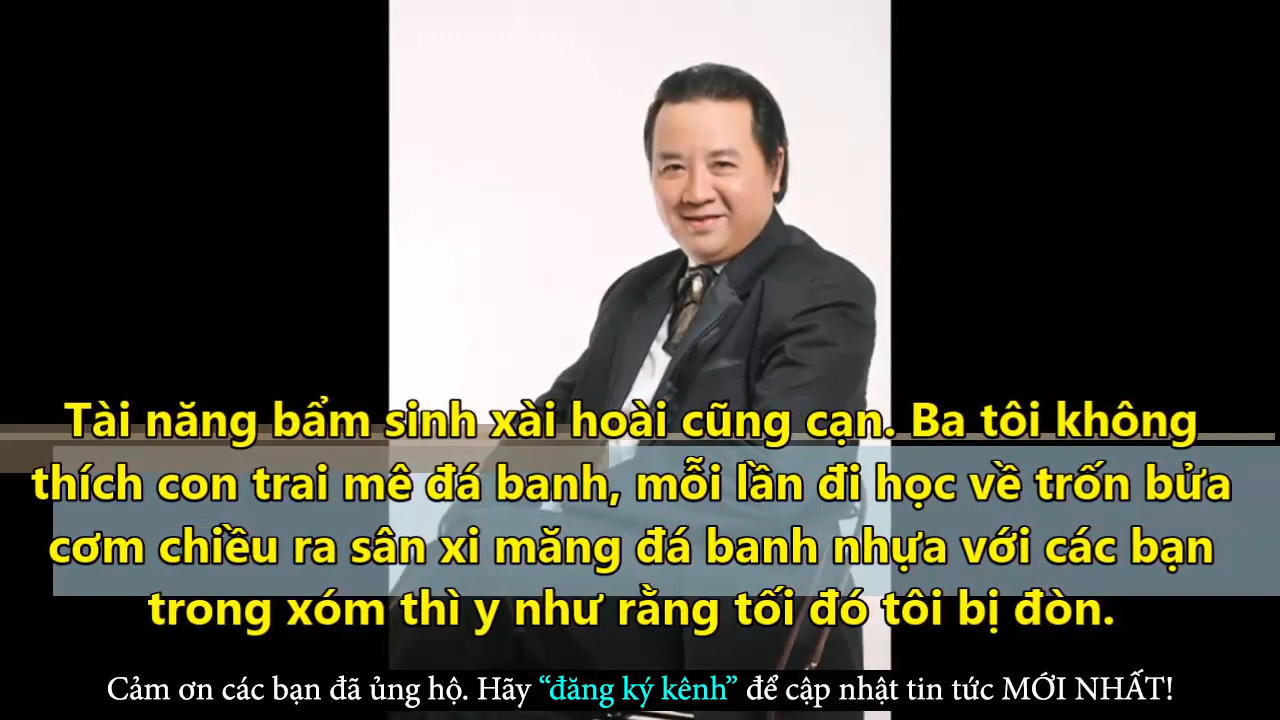 Tài năng bẩm sinh xài hoài cũng cạn. Ba tôi không
thích con trai mê đá banh, mỗi lần đi học về trốn bửa
cơm chiều ra sân xi măng đá banh nhựa với các bạn
trong xóm thì y như rằng tối đó tôi bị đòn.
Cảm ơn các bạn đã ủng hộ. Hãy “đăng ký kênh” để cập nhật tin tức MỚI NHẤT!